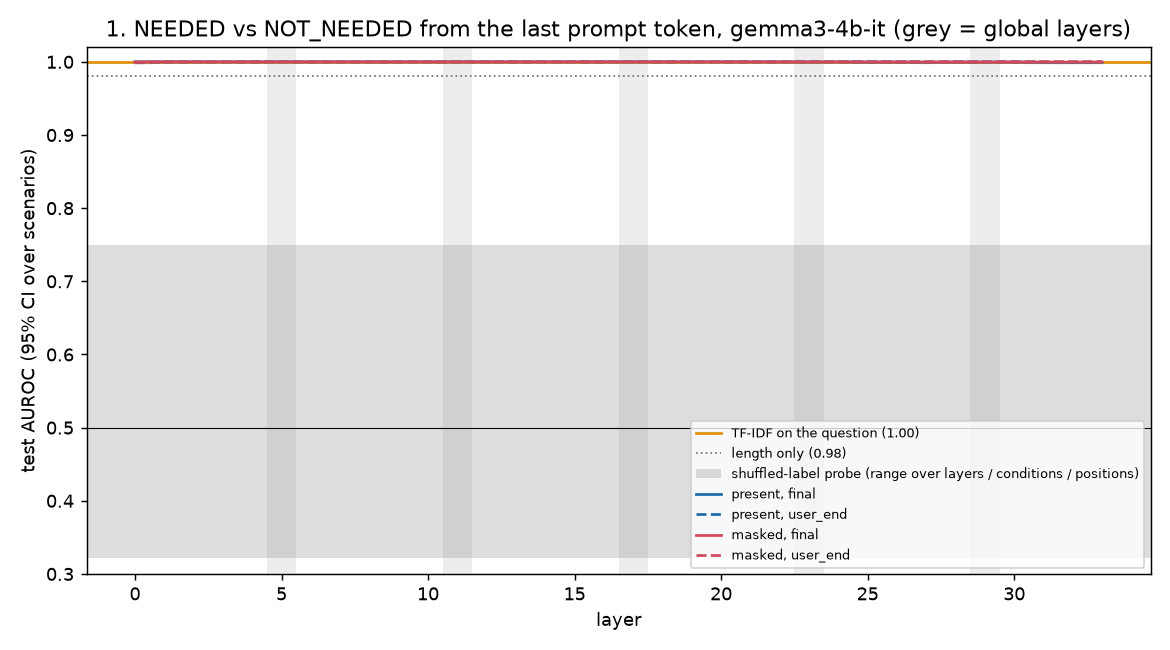 1. NEEDED vs NOT_NEEDED from the last prompt token, gemma3-4b-it (grey = global layers)
test AUROC (95% CI over scenarios)
1.0
0.9
0.8
0.7
0.6
0.5
0.4
0.3
TF-IDF on the question (1.00)
length only (0.98)
shuffled-label probe (range over layers / conditions / positions)
present, final
present, user_end
masked, final
masked, user_end
0 5 10 15 20 25 30
layer